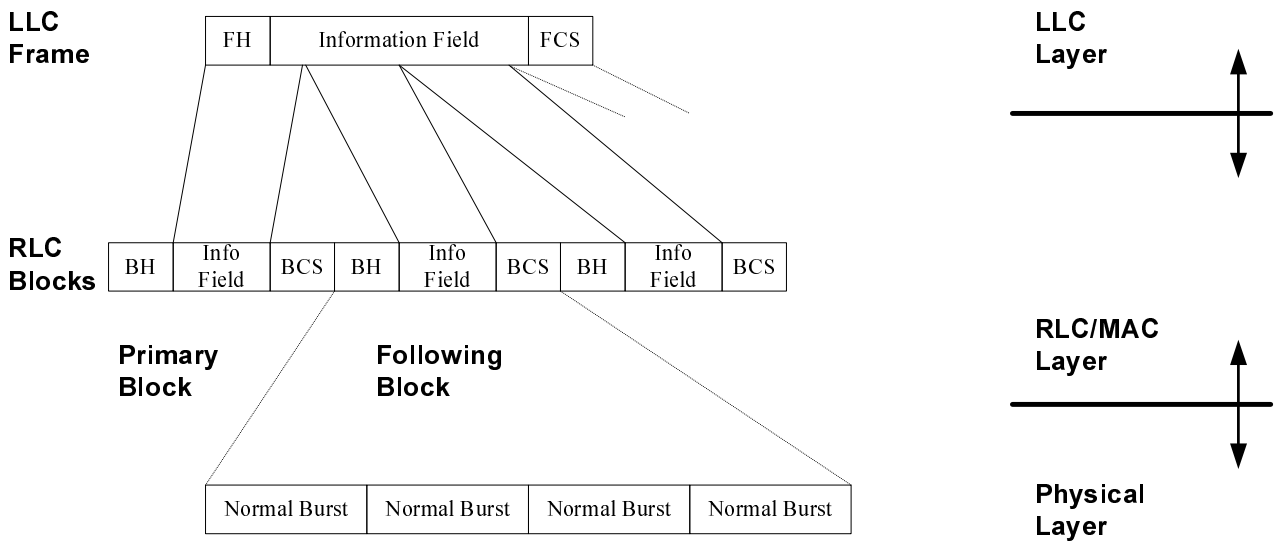 LLC
Frame
FH
Information Field
FCS
LLC
Layer
RLC
Blocks
BH
Info
Field
BCS
BH
Info
Field
BCS
BH
Info
Field
BCS
Primary
Block
Following
Block
RLC/MAC
Layer
Normal Burst
Normal Burst
Normal Burst
Normal Burst
Physical
Layer